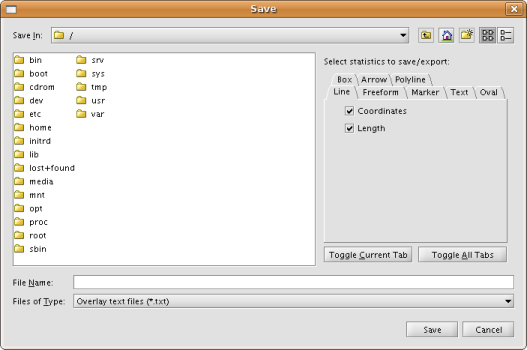 Save
Save In: /
bin srv
boot sys
cdrom tmp
dev usr
etc var
home
initrd
lib
lost+found
media
mnt
opt
proc
root
sbin
Select statistics to save/export:
Box Arrow Polyline
Line Freeform Marker Text Oval
Coordinates
Length
Toggle Current Tab Toggle All Tabs
File Name:
Files of Type: Overlay text files (*.txt)
Save Cancel